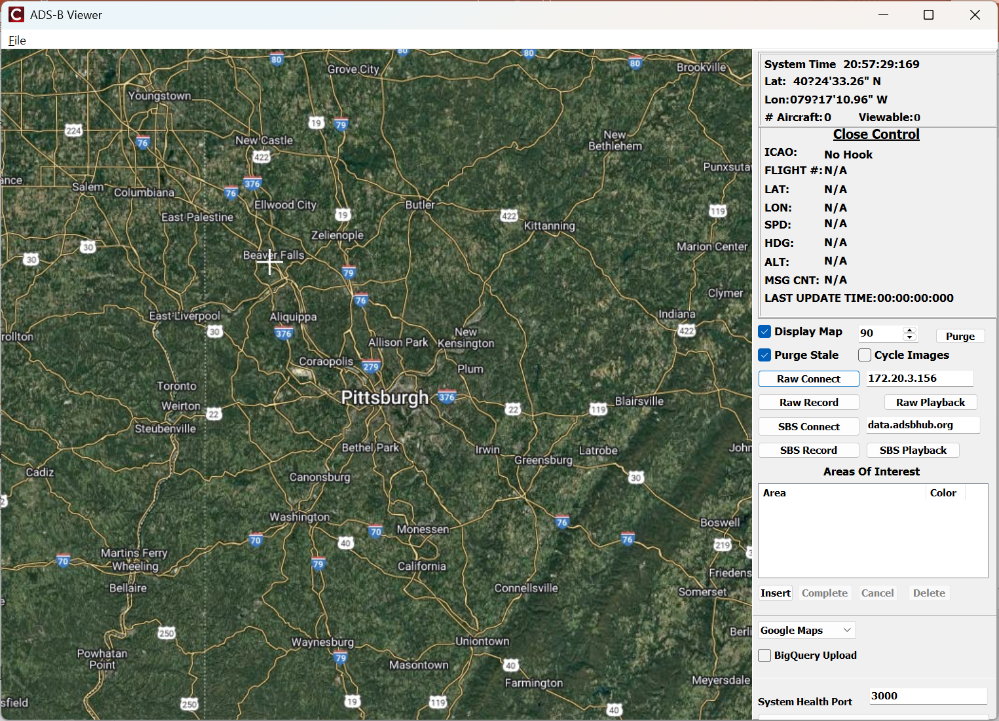 ADS-B Viewer
File
80
80
80
80
Grove City
Brookville
Youngstown
19
79
224
76
New Castle
422
New
Bethlehem
Punxsutaw
376
76
Salem
Columbiana
Ellwood City
East Palestine
19
Butler
422
119
Kittanning
Zelienople
30
30
Beaver Falls
Marion Center
79
76
Clymer
East Liverpool
30
Aliquippa
376
Indiana
422
New
Kensington
Allison Park
Coraopolis
279
Plum
Toronto
Weirton
22
Steubenville
Pittsburgh
376
22
119
Blairsville
Bethel Park
Irwin
Greensburg
Latrobe
Cadiz
Canonsburg
30
Washington
70
70
40
Monessen
76
76
Boswell
219
Martins Ferry
Wheeling
70
79
California
Bellaire
Connellsville
Friedens
Somerset
250
Waynesburg
79
Uniontown
Powhatan
Point
Masontown
40
Farmington
Meyersdale
250
19
119
40
System Time 20:57:29:169
Lat: 40?24'33.26" N
Lon:079?17'10.96" W
# Aircraft:0 Viewable:0
Close Control
ICAO: No Hook
FLIGHT #:N/A
LAT: N/A
LON: N/A
SPD: N/A
HDG: N/A
ALT: N/A
MSG CNT: N/A
LAST UPDATE TIME:00:00:00:000
Display Map 90 Purge
Purge Stale Cycle Images
Raw Connect 172.20.3.156
Raw Record Raw Playback
SBS Connect data.adsbhub.org
SBS Record SBS Playback
Areas Of Interest
Area Color
Insert Complete Cancel Delete
Google Maps
BigQuery Upload
System Health Port 3000